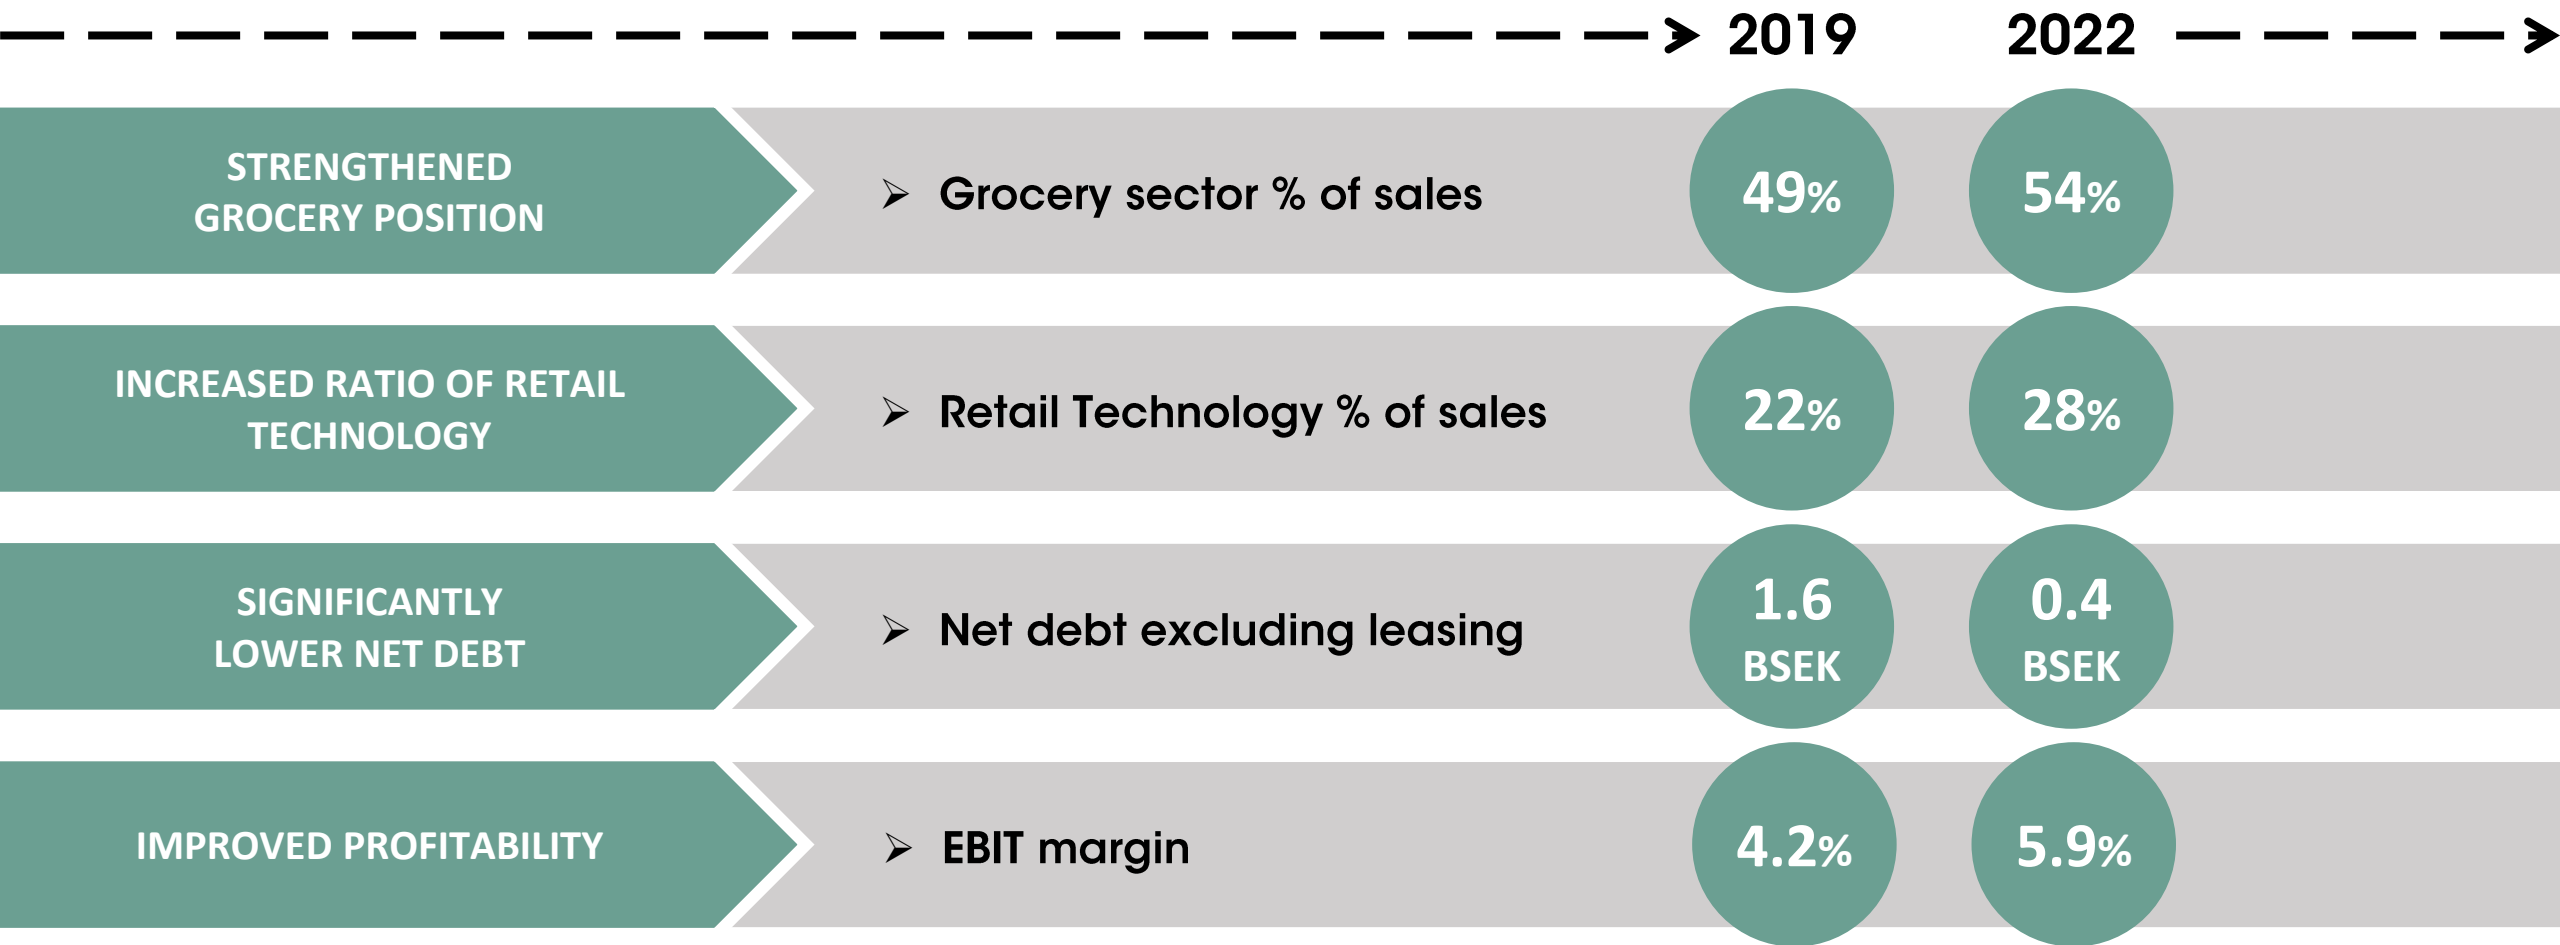 2019 2022
STRENGTHENED
GROCERY POSITION
➢ Grocery sector % of sales
49% 54%
INCREASED RATIO OF RETAIL
TECHNOLOGY
➢ Retail Technology % of sales
22% 28%
SIGNIFICANTLY
LOWER NET DEBT
➢ Net debt excluding leasing
1.6
BSEK
0.4
BSEK
IMPROVED PROFITABILITY
➢ EBIT margin
4.2% 5.9%